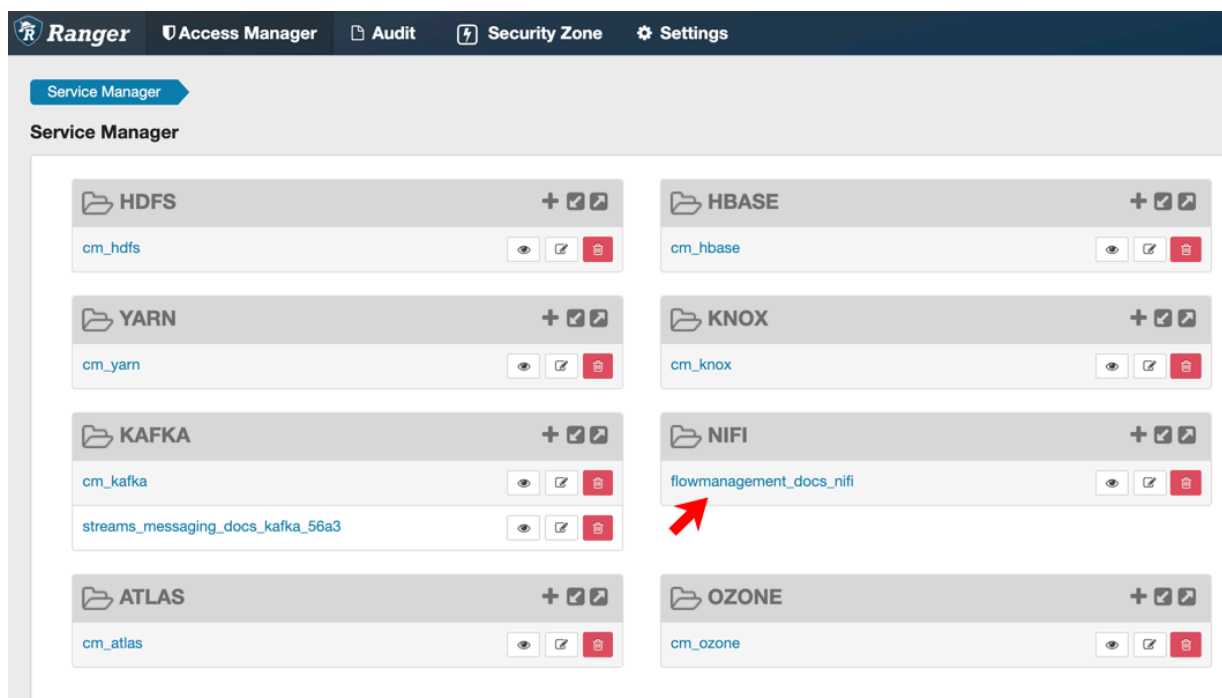 Ranger Access Manager Audit Security Zone Settings
Service Manager
Service Manager
HDFS
cm_hdfs
HBASE
cm_hbase
YARN
cm_yarn
KNOX
cm_knox
KAFKA
cm_kafka
streams_messaging_docs_kafka_56a3
NIFI
flowmanagement_docs_nifi
ATLAS
cm_atlas
OZONE
cm_ozone